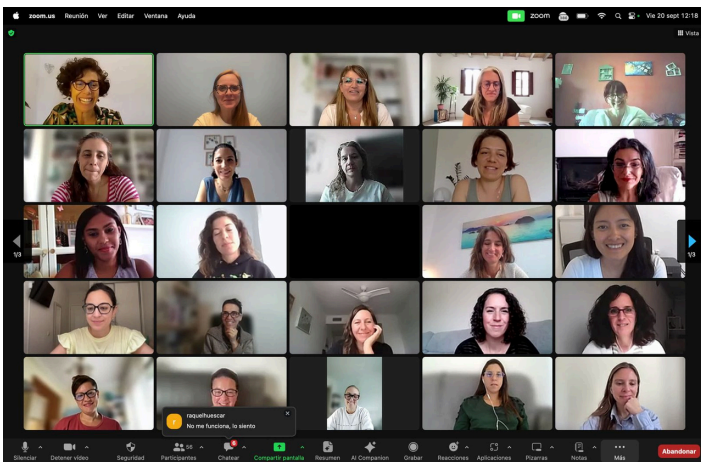 zoom.us Reunión Ver Editar Ventana Ayuda
zoom Vie 20 sept 12:18
Vista
1/3 1/3
raquelhuescar
r
No me funciona, lo siento
56
Silenciar Detener vídeo Seguridad Participantes Chatear Compartir pantalla Resumen AI Companion Grabar Reacciones Aplicaciones Pizarras Notas Más Abandonar